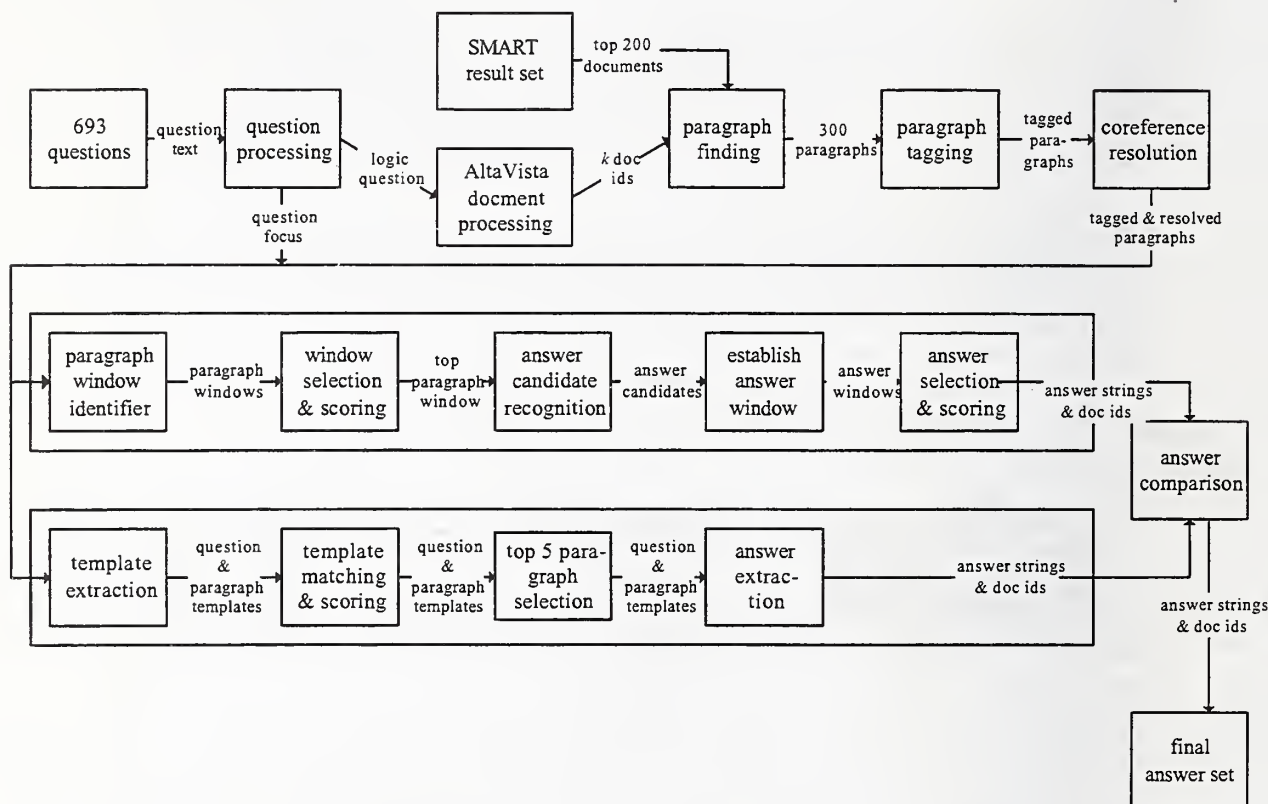 SMART
result set
top 200
documents
693
questions
question
text
question
processing
logic
question
AltaVista
docment
processing
k doc
ids
paragraph
finding
300
paragraphs
paragraph
tagging
tagged
para-
graphs
coreference
resolution
question
focus
tagged & resolved
paragraphs
paragraph
window
identifier
paragraph
windows
window
selection
& scoring
top
paragraph
window
answer
candidate
recognition
answer
candidates
establish
answer
window
answer
windows
answer
selection
& scoring
answer strings
& doc ids
answer
comparison
template
extraction
question
&
paragraph
templates
template
matching
& scoring
question
&
paragraph
templates
top 5 para-
graph
selection
question
&
paragraph
templates
answer
extrac-
tion
answer strings
& doc ids
answer strings
& doc ids
final
answer set